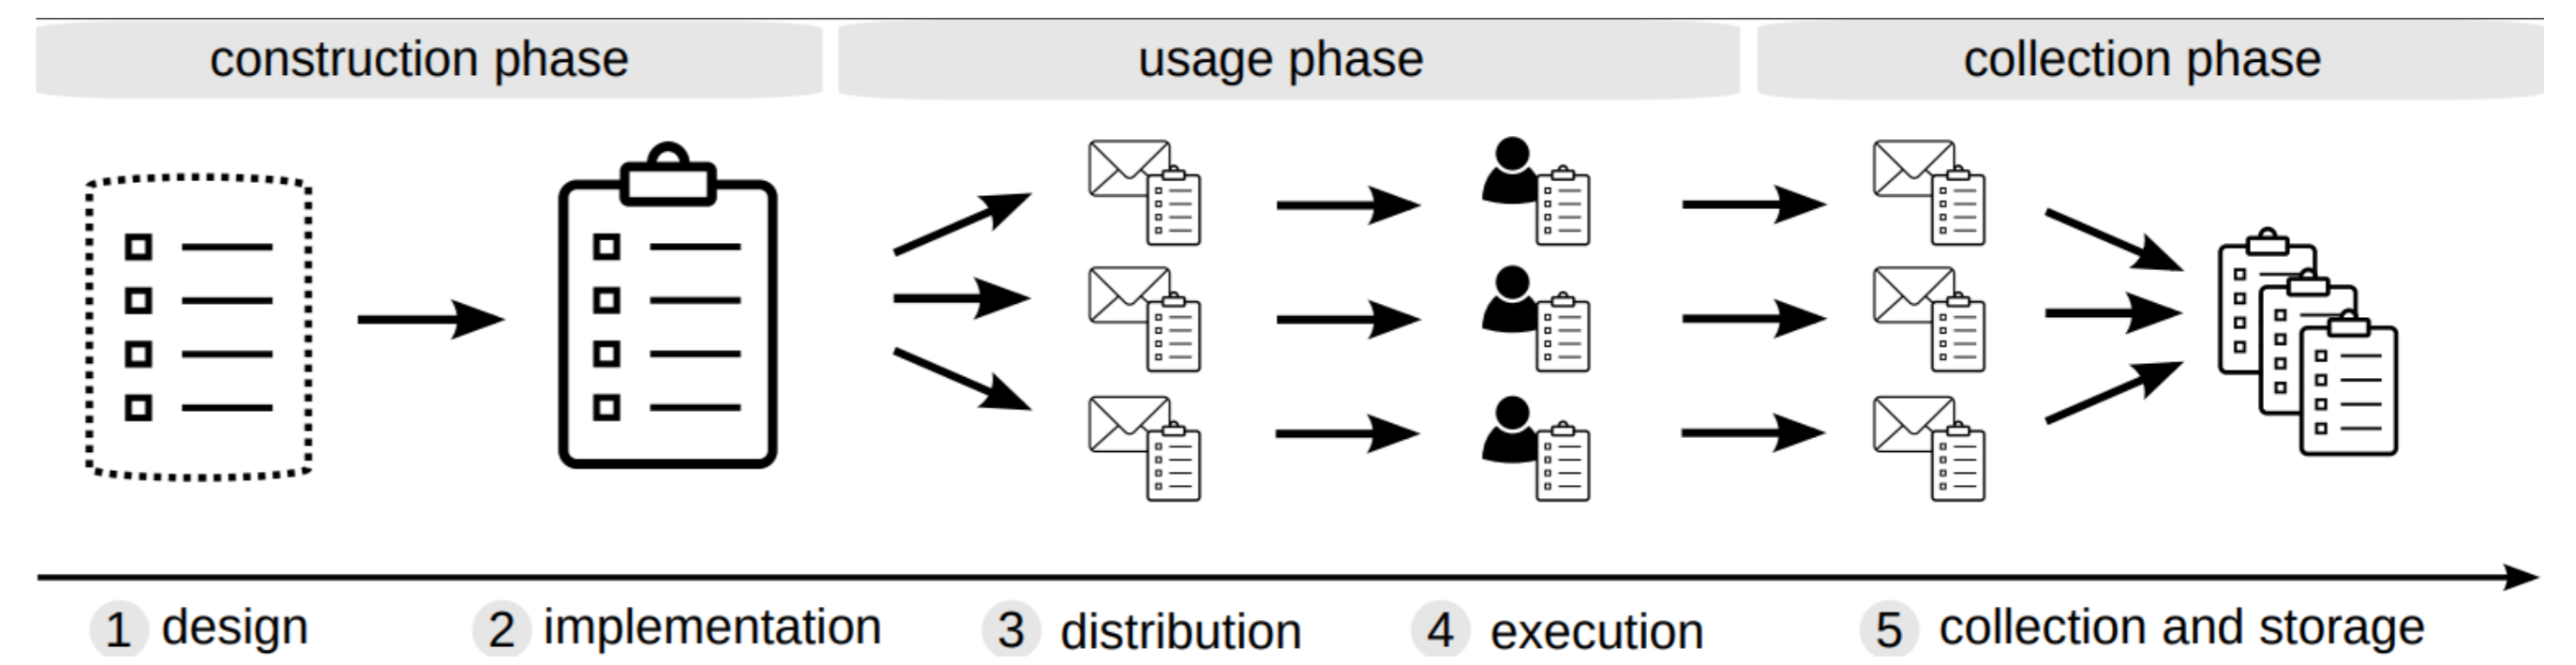 construction phase
usage phase
collection phase
1 design
2 implementation
3 distribution
4 execution
5 collection and storage